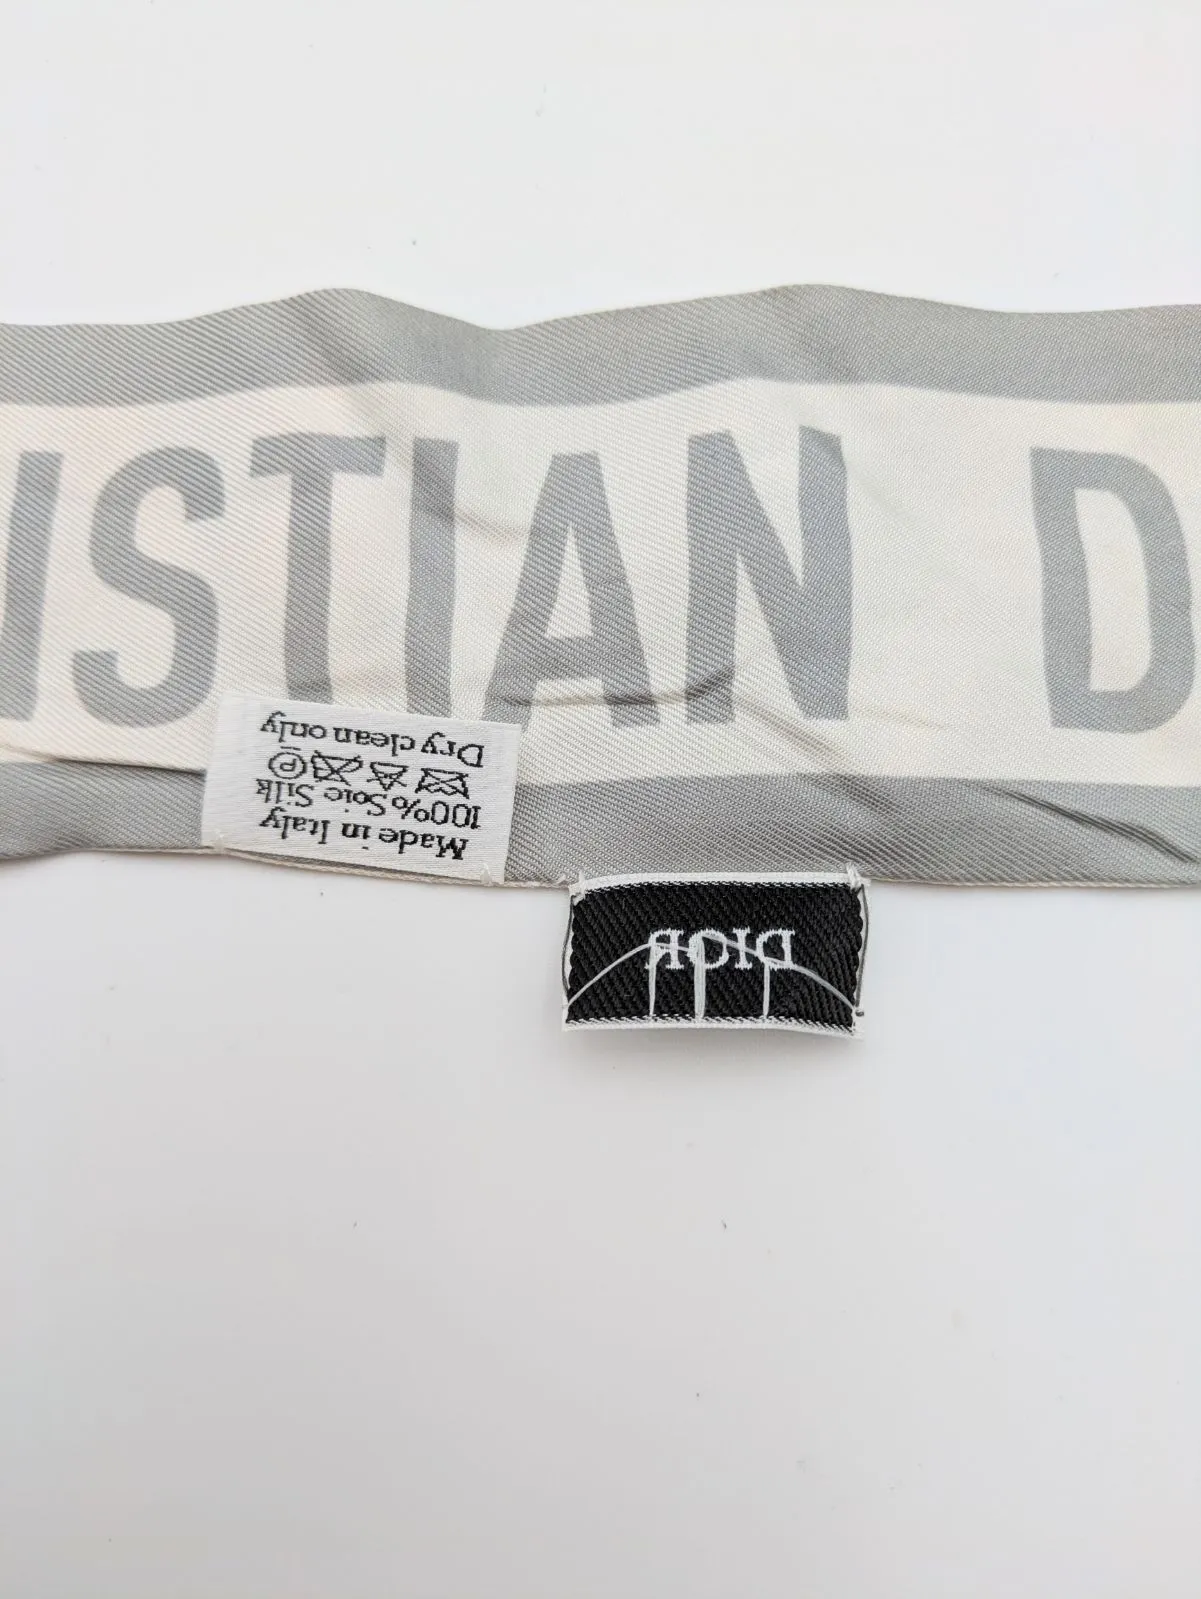 ISTIAN D
Made in Italy
100% Soie Silk
P
Dry clean only
DIOR